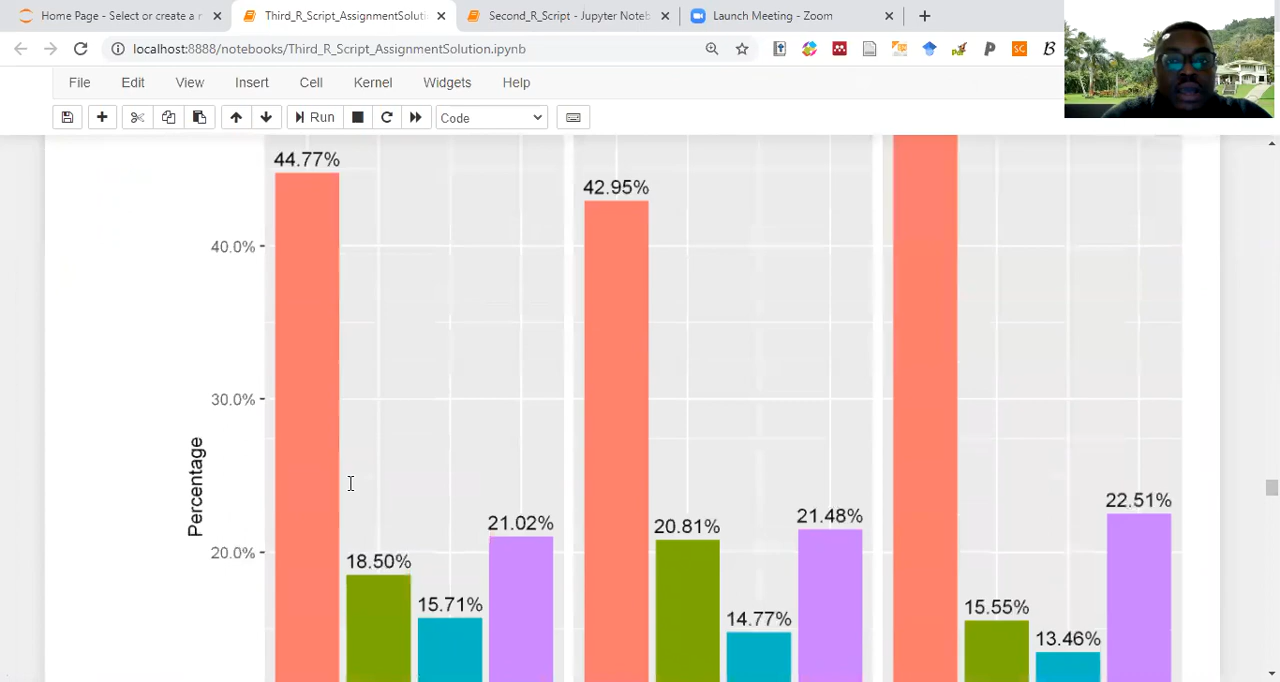 Home Page - Select or create a n
Third_R_Script_AssignmentSoluti
Second_R_Script - Jupyter Noteb
Launch Meeting - Zoom
localhost:8888/notebooks/Third_R_Script_AssignmentSolution.ipynb
SC
File Edit View Insert Cell Kernel Widgets Help
Run Code
44.77%
42.95%
40.0%
30.0%
Percentage
22.51%
21.02%
20.81%
21.48%
20.0%
18.50%
15.71%
14.77%
15.55%
13.46%